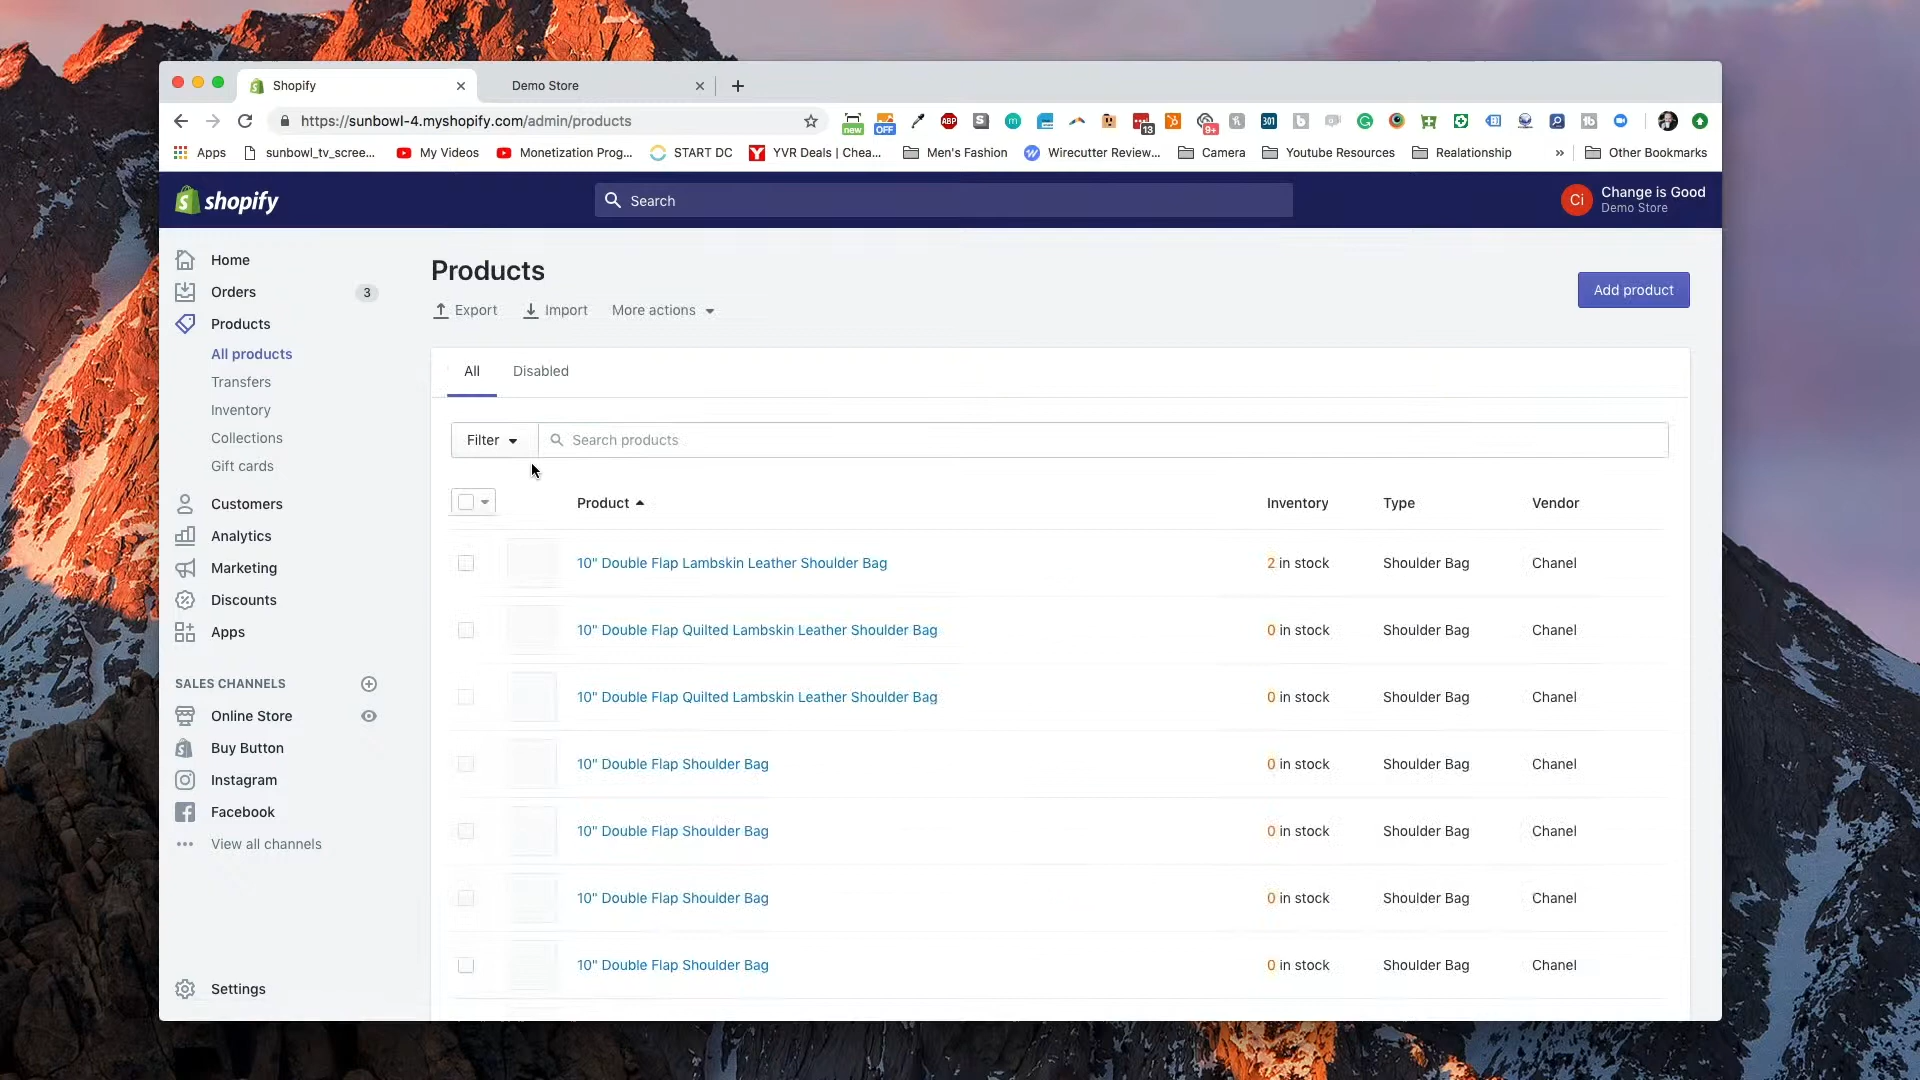 Shopify
Demo Store
https://sunbowl-4.myshopify.com/admin/products
new
OFF
ABP
13
9+
301
Apps
sunbowl_tv_scree...
My Videos
Monetization Prog...
START DC
YVR Deals | Chea...
Men's Fashion
Wirecutter Review...
Camera
Youtube Resources
Realationship
»
Other Bookmarks
shopify
Search
Ci
Change is Good
Demo Store
Home
Orders
3
Products
All products
Transfers
Inventory
Collections
Gift cards
Customers
Analytics
Marketing
Discounts
Apps
SALES CHANNELS
Online Store
Buy Button
Instagram
Facebook
View all channels
Settings
Products
Export
Import
More actions
Add product
All
Disabled
Filter
Search products
Product
Inventory
Type
Vendor
10" Double Flap Lambskin Leather Shoulder Bag
2 in stock
Shoulder Bag
Chanel
10" Double Flap Quilted Lambskin Leather Shoulder Bag
0 in stock
Shoulder Bag
Chanel
10" Double Flap Quilted Lambskin Leather Shoulder Bag
0 in stock
Shoulder Bag
Chanel
10" Double Flap Shoulder Bag
0 in stock
Shoulder Bag
Chanel
10" Double Flap Shoulder Bag
0 in stock
Shoulder Bag
Chanel
10" Double Flap Shoulder Bag
0 in stock
Shoulder Bag
Chanel
10" Double Flap Shoulder Bag
0 in stock
Shoulder Bag
Chanel